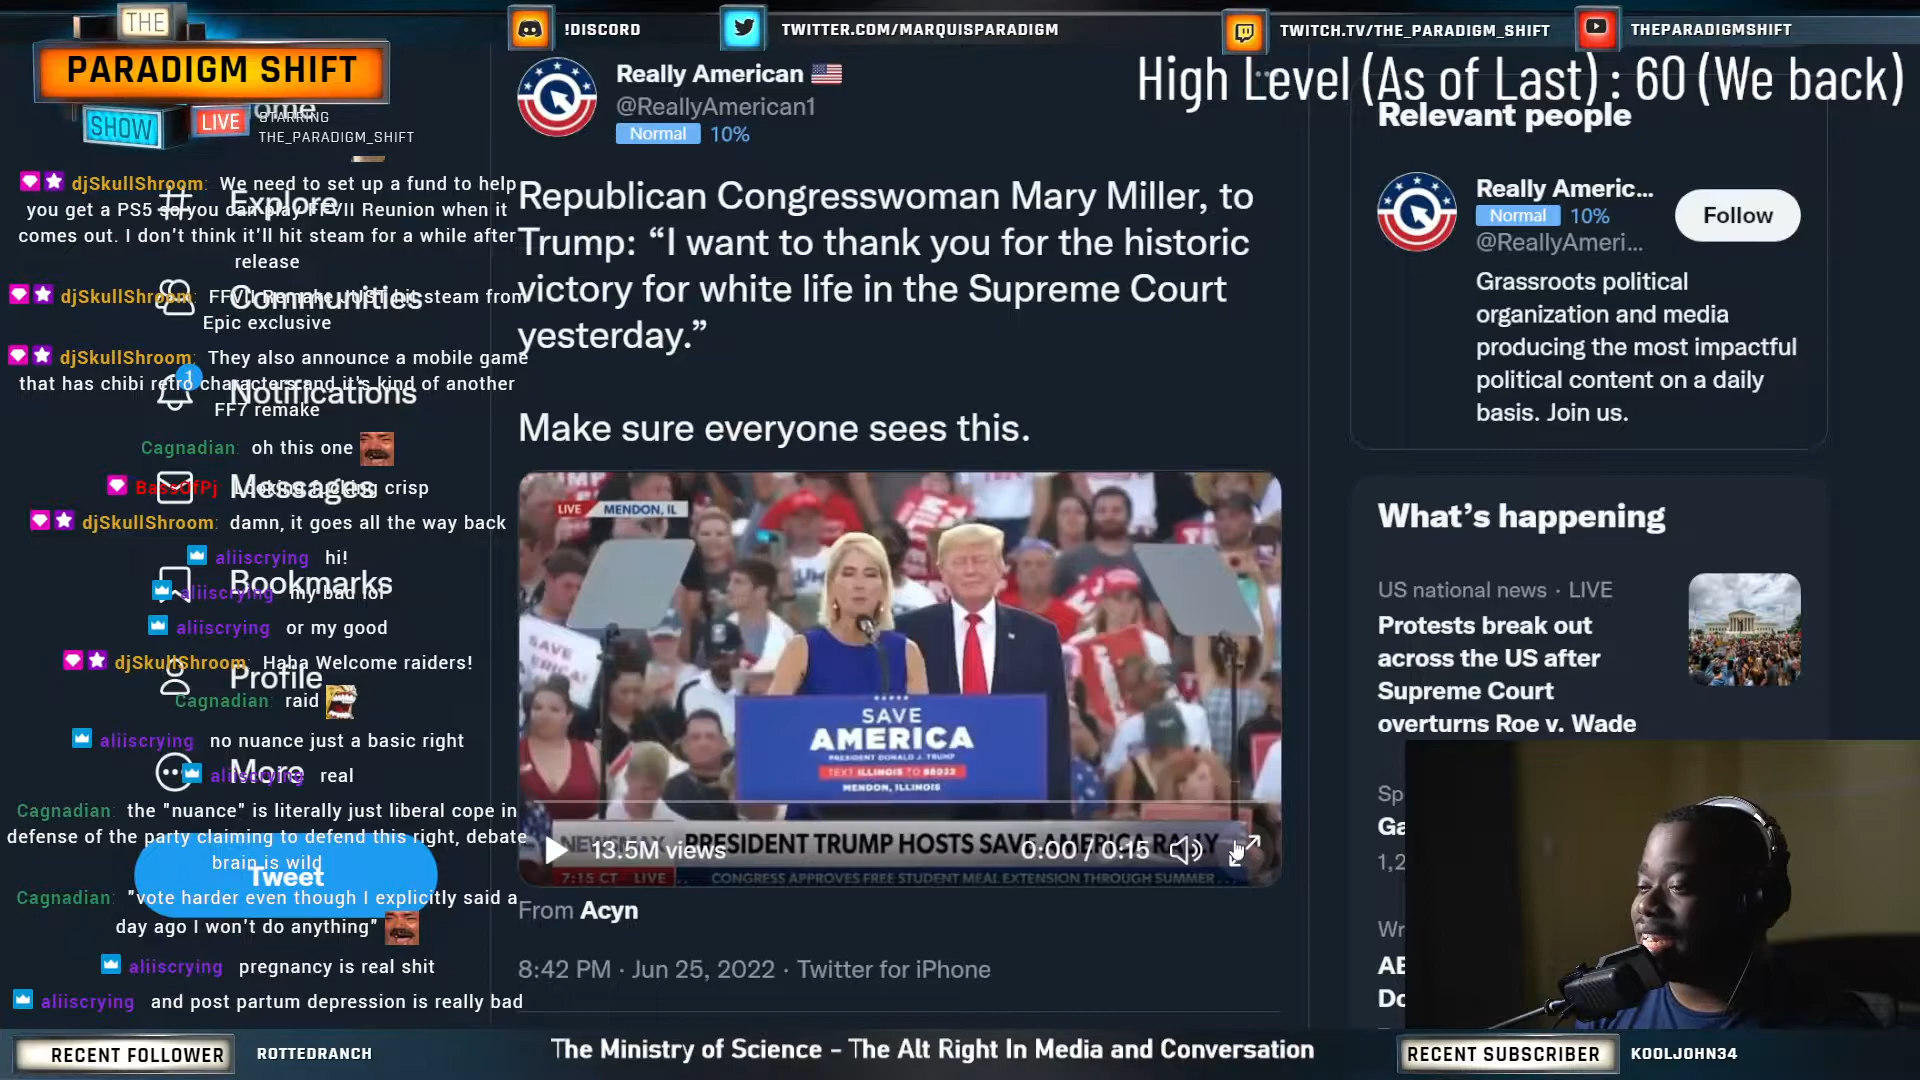 THE
PARADIGM SHIFT
SHOW
LIVE
STARRING
THE_PARADIGM_SHIFT
!DISCORD
TWITTER.COM/MARQUISPARADIGM
TWITCH.TV/THE_PARADIGM_SHIFT
THEPARADIGMSHIFT
High Level (As of Last) : 60 (We back)
djSkullShroom: We need to set up a fund to help
you get a PS5 so you can play FFVII Reunion when it
comes out. I don't think it'll hit steam for a while after
release
djSkullShroom: FFVII Remake JUST hit steam from
Epic exclusive
djSkullShroom: They also announce a mobile game
that has chibi retro characters and it's kind of another
FF7 remake
Cagnadian: oh this one
BassOfPj looking fucking crisp
djSkullShroom: damn, it goes all the way back
aliiscrying hi!
aliiscrying my bad lol
aliiscrying or my good
djSkullShroom: Haha Welcome raiders!
Cagnadian: raid
aliiscrying no nuance just a basic right
aliiscrying real
Cagnadian: the "nuance" is literally just liberal cope in
defense of the party claiming to defend this right, debate
brain is wild
Cagnadian: "vote harder even though I explicitly said a
day ago I won't do anything"
aliiscrying pregnancy is real shit
aliiscrying and post partum depression is really bad
Explore
Communities
1
Notifications
Messages
Bookmarks
Profile
More
Tweet
Really American
@ReallyAmerican1
Normal 10%
Republican Congresswoman Mary Miller, to
Trump: “I want to thank you for the historic
victory for white life in the Supreme Court
yesterday.”
Make sure everyone sees this.
LIVE MENDON, IL
SAVE
AMERICA
PRESIDENT DONALD J. TRUMP
TEXT ILLINOIS TO 88022
MENDON, ILLINOIS
NEWSMAX PRESIDENT TRUMP HOSTS SAVE AMERICA RALLY
13.5M views
0:00 / 0:15
7:15 CT LIVE CONGRESS APPROVES FREE STUDENT MEAL EXTENSION THROUGH SUMMER
From Acyn
8:42 PM · Jun 25, 2022 · Twitter for iPhone
Relevant people
Really Americ...
Normal 10%
@ReallyAmeri...
Follow
Grassroots political
organization and media
producing the most impactful
political content on a daily
basis. Join us.
What’s happening
US national news · LIVE
Protests break out
across the US after
Supreme Court
overturns Roe v. Wade
RECENT FOLLOWER
ROTTEDRANCH
The Ministry of Science - The Alt Right In Media and Conversation
RECENT SUBSCRIBER
KOOLJOHN34